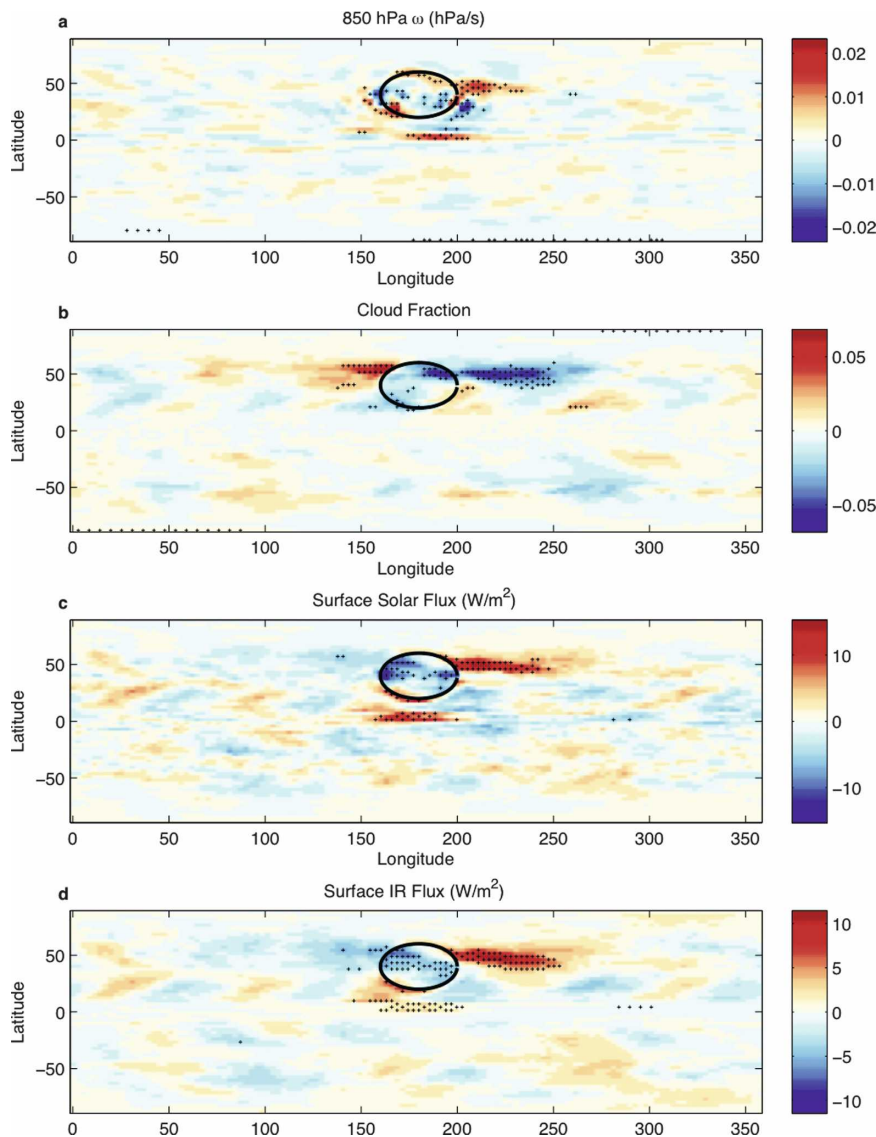 a
850 hPa ω (hPa/s)
Latitude
50
0
−50
0 50 100 150 200 250 300 350
Longitude
0.02
0.01
0
−0.01
−0.02
b
Cloud Fraction
Latitude
50
0
−50
0 50 100 150 200 250 300 350
Longitude
0.05
0
−0.05
c
Surface Solar Flux (W/m²)
Latitude
50
0
−50
0 50 100 150 200 250 300 350
Longitude
10
0
−10
d
Surface IR Flux (W/m²)
Latitude
50
0
−50
0 50 100 150 200 250 300 350
10
5
0
−5
−10